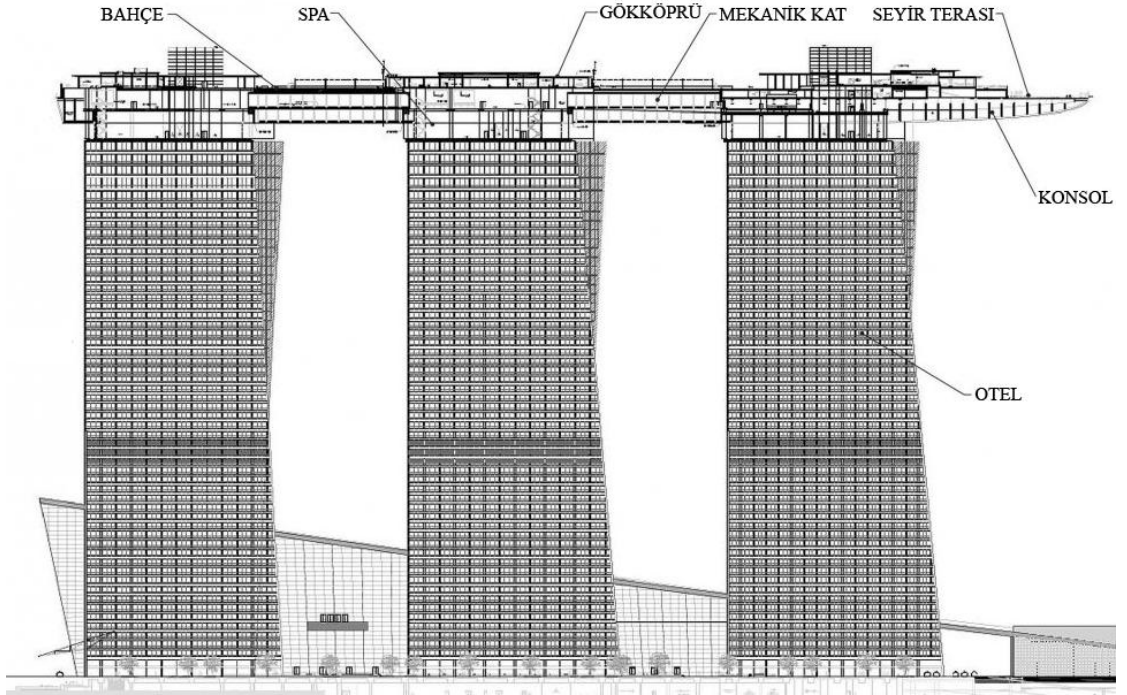 BAHÇE
SPA
GÖKKÖPRÜ
MEKANİK KAT
SEYİR TERASI
KONSOL
OTEL